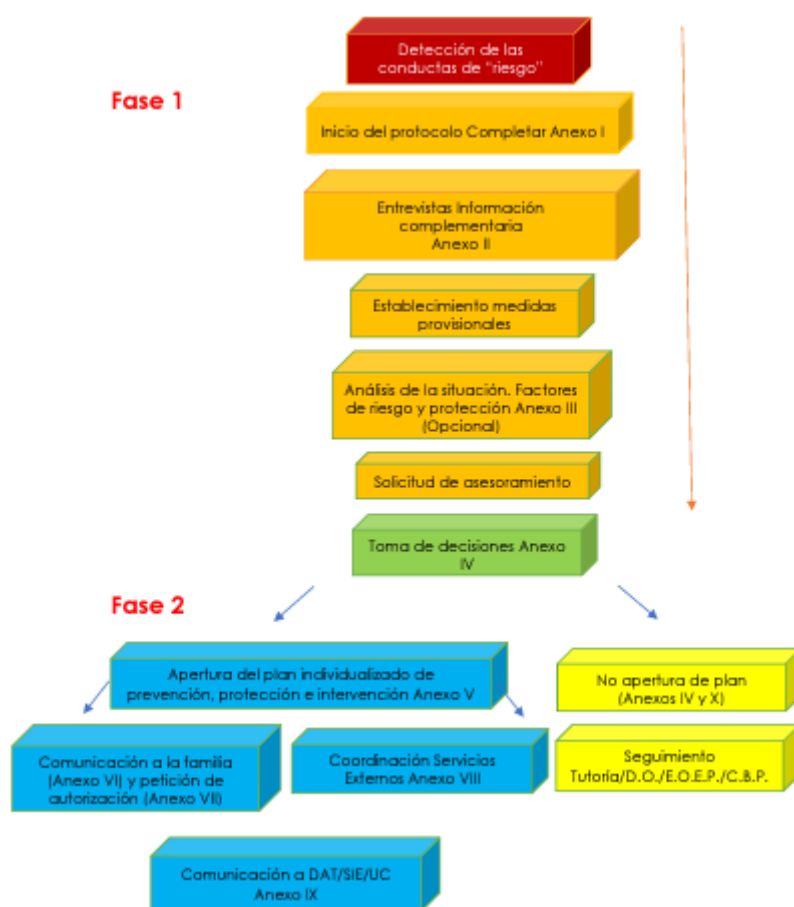 Detección de las
conductas de "riesgo"
Fase 1
Inicio del protocolo Completar Anexo I
Entrevistas Información
complementaria
Anexo II
Establecimiento medidas
provisionales
Análisis de la situación. Factores
de riesgo y protección Anexo III
(Opcional)
Solicitud de asesoramiento
Toma de decisiones Anexo
IV
Fase 2
Apertura del plan individualizado de
prevención, protección e intervención Anexo V
No apertura de plan
(Anexos IV y X)
Comunicación a la familia
(Anexo VI) y petición de
autorización (Anexo VII)
Coordinación Servicios
Externos Anexo VIII
Seguimiento
Tutoría/D.O./E.O.E.P./C.B.P.
Comunicación a DAT/SIE/UC
Anexo IX